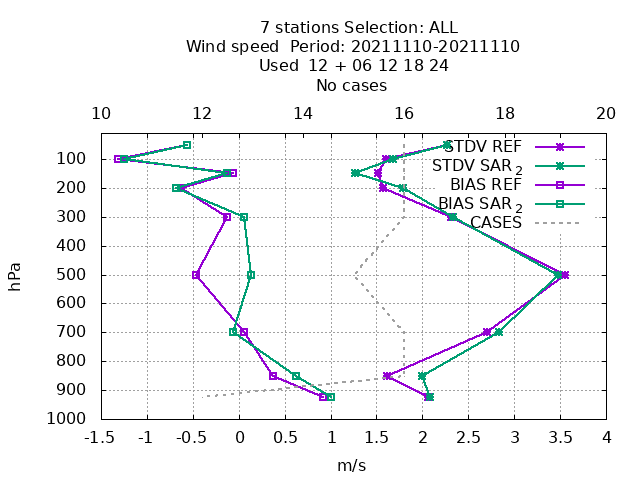 7 stations Selection: ALL
Wind speed  Period: 20211110-20211110
Used  12 + 06 12 18 24
No cases
10 12 14 16 18 20
STDV REF
STDV SAR 2
BIAS REF
BIAS SAR 2
CASES
100
200
300
400
500
600
700
800
900
1000
hPa
-1.5 -1 -0.5 0 0.5 1 1.5 2 2.5 3 3.5 4
m/s